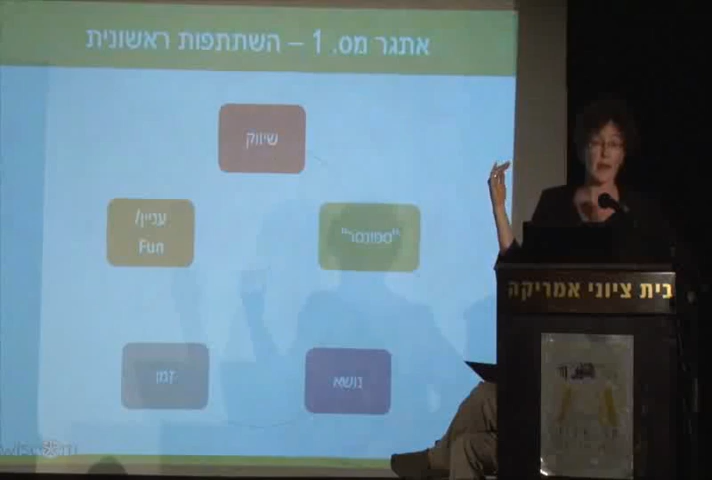 אתגר מס. 1 – השתתפות ראשונית
שיווק
"ספונסר"
עניין/
Fun
נושא
זמן
בית ציוני אמריקה